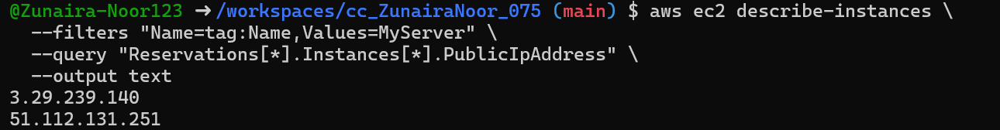 @Zunaira-Noor123 ➜/workspaces/cc_ZunairaNoor_075 (main) $ aws ec2 describe-instances \
  --filters "Name=tag:Name,Values=MyServer" \
  --query "Reservations[*].Instances[*].PublicIpAddress" \
  --output text
3.29.239.140
51.112.131.251